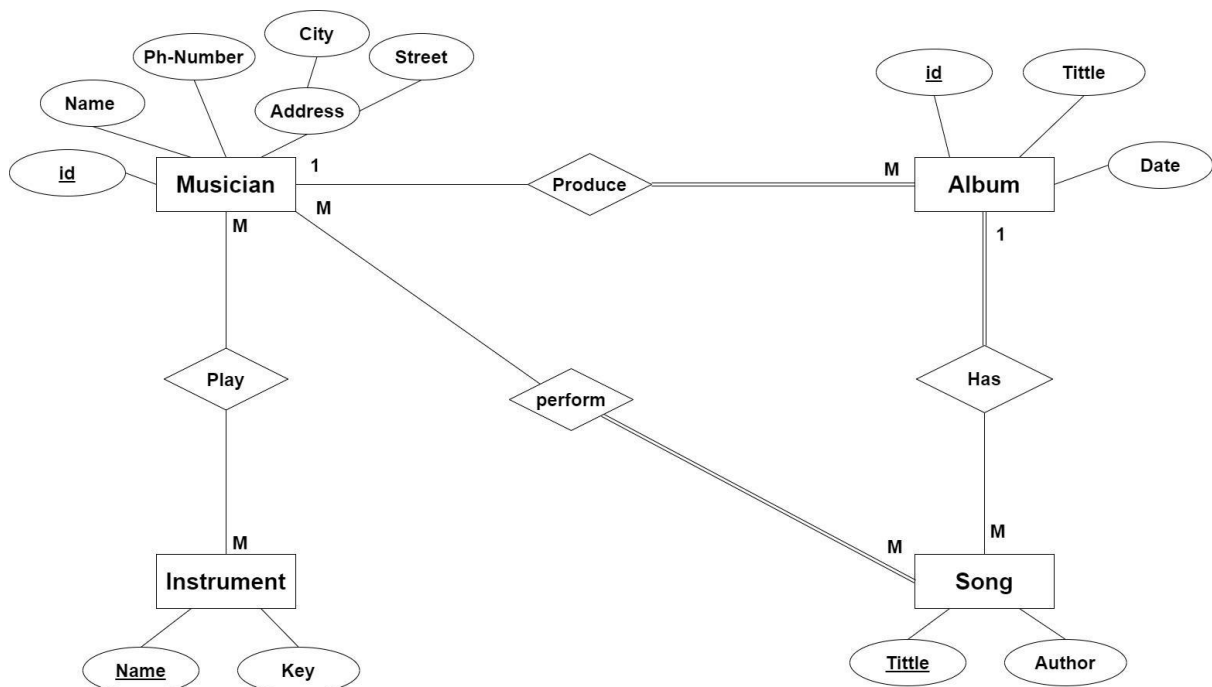 City
Ph-Number
Street
Name
Address
id
Musician
1
M
M
Produce
id
Tittle
Date
M
Album
1
Play
perform
Has
M
Instrument
Name
Key
M
M
Song
Tittle
Author